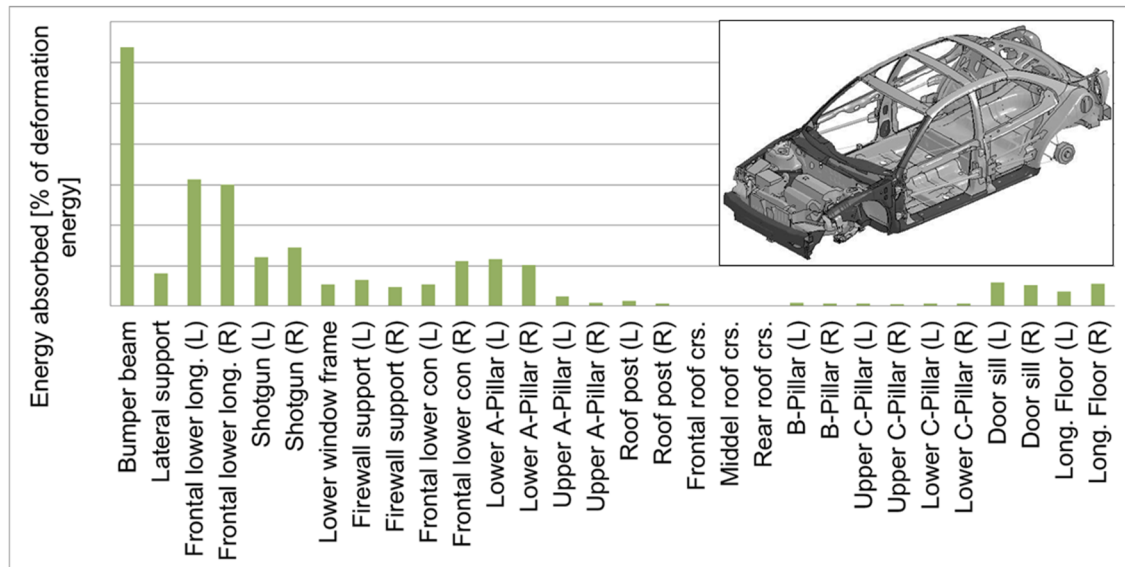 Energy absorbed [% of deformation
energy]
Bumper beam
Lateral support
Frontal lower long. (L)
Frontal lower long. (R)
Shotgun (L)
Shotgun (R)
Lower window frame
Firewall support (L)
Firewall support (R)
Frontal lower con (L)
Frontal lower con (R)
Lower A-Pillar (L)
Lower A-Pillar (R)
Upper A-Pillar (L)
Upper A-Pillar (R)
Roof post (L)
Roof post (R)
Frontal roof crs.
Middel roof crs.
Rear roof crs.
B-Pillar (L)
B-Pillar (R)
Upper C-Pillar (L)
Upper C-Pillar (R)
Lower C-Pillar (L)
Lower C-Pillar (R)
Door sill (L)
Door sill (R)
Long. Floor (L)
Long. Floor (R)